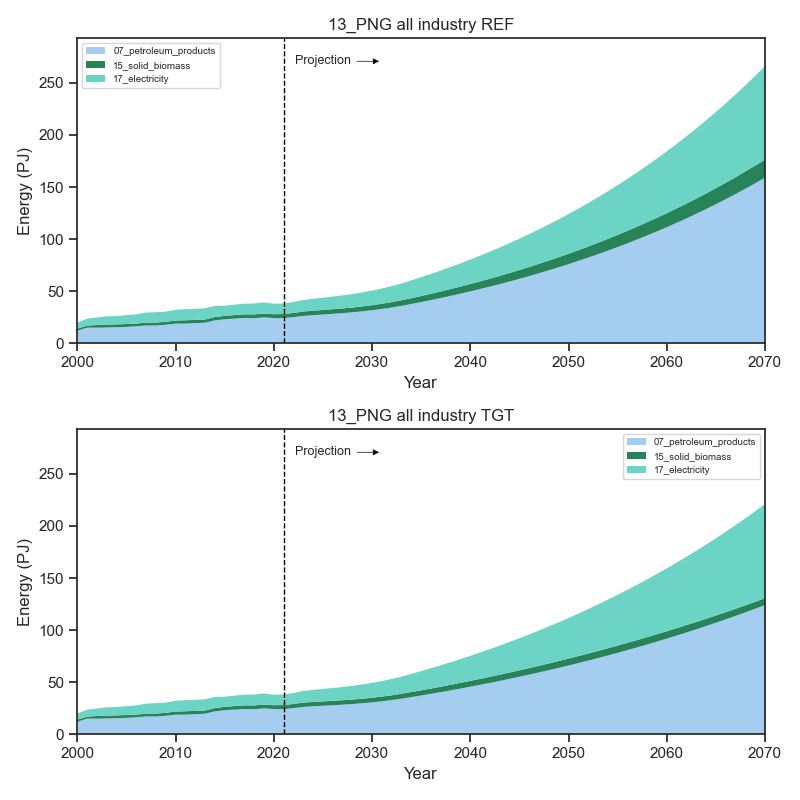 13_PNG all industry REF
07_petroleum_products
15_solid_biomass
17_electricity
Projection
250
200
150
100
50
0
Energy (PJ)
2000 2010 2020 2030 2040 2050 2060 2070
Year
13_PNG all industry TGT
07_petroleum_products
15_solid_biomass
17_electricity
Projection
250
200
150
100
50
0
Energy (PJ)
2000 2010 2020 2030 2040 2050 2060 2070
Year